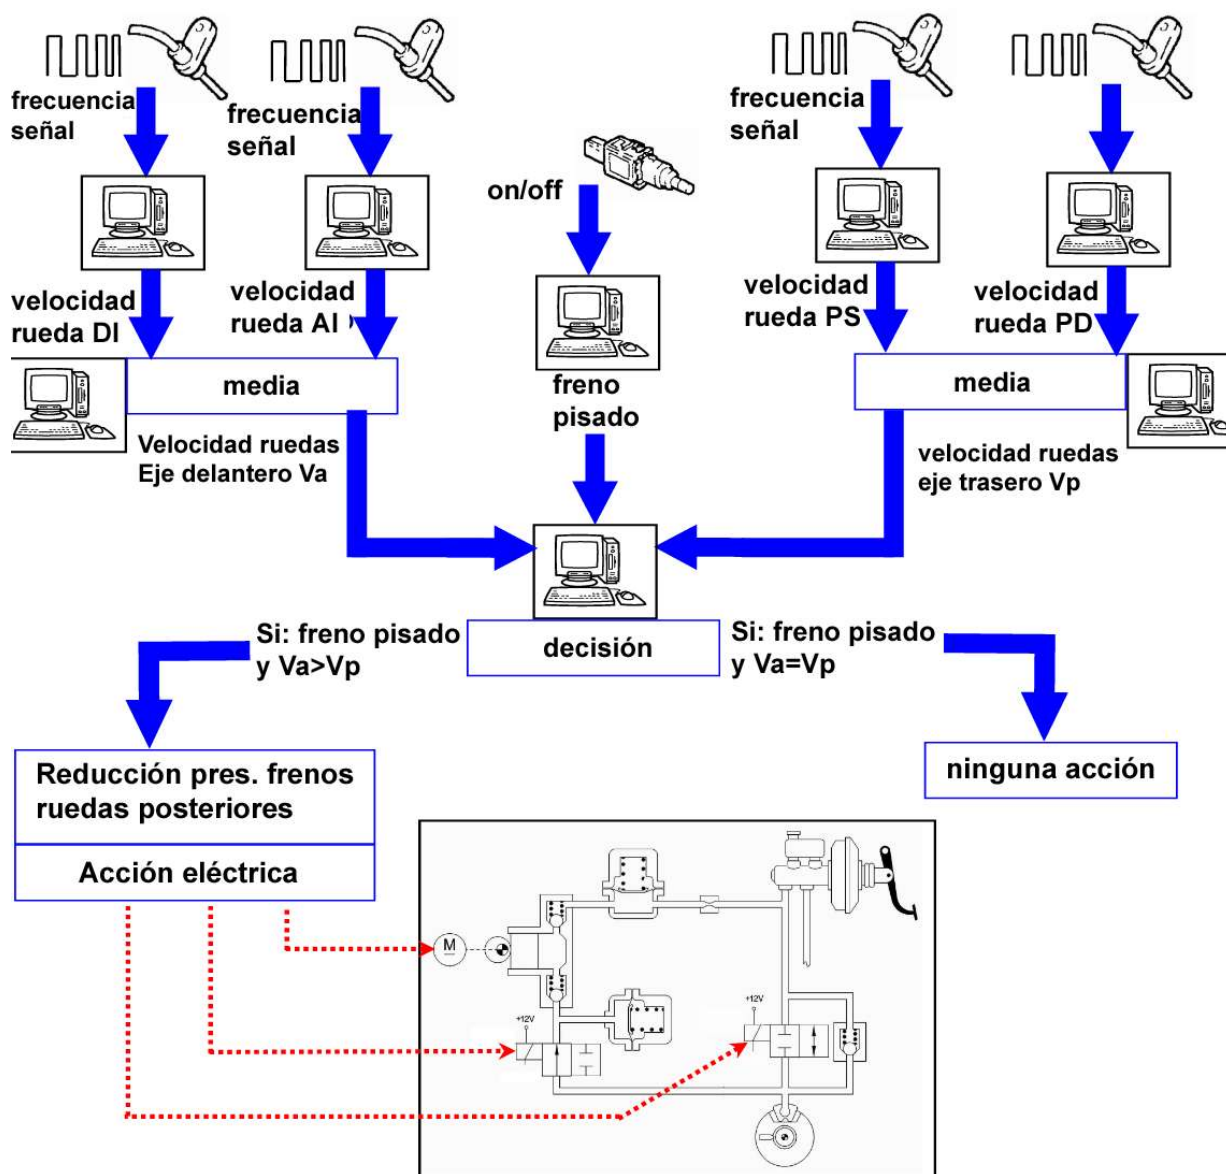 frecuencia
señal
frecuencia
señal
frecuencia
señal
on/off
velocidad
rueda DI
velocidad
rueda AI
velocidad
rueda PS
velocidad
rueda PD
media
freno
pisado
media
Velocidad ruedas
Eje delantero Va
velocidad ruedas
eje trasero Vp
Si: freno pisado
y Va>Vp
decisión
Si: freno pisado
y Va=Vp
Reducción pres. frenos
ruedas posteriores
ninguna acción
Acción eléctrica
M
+12V
+12V